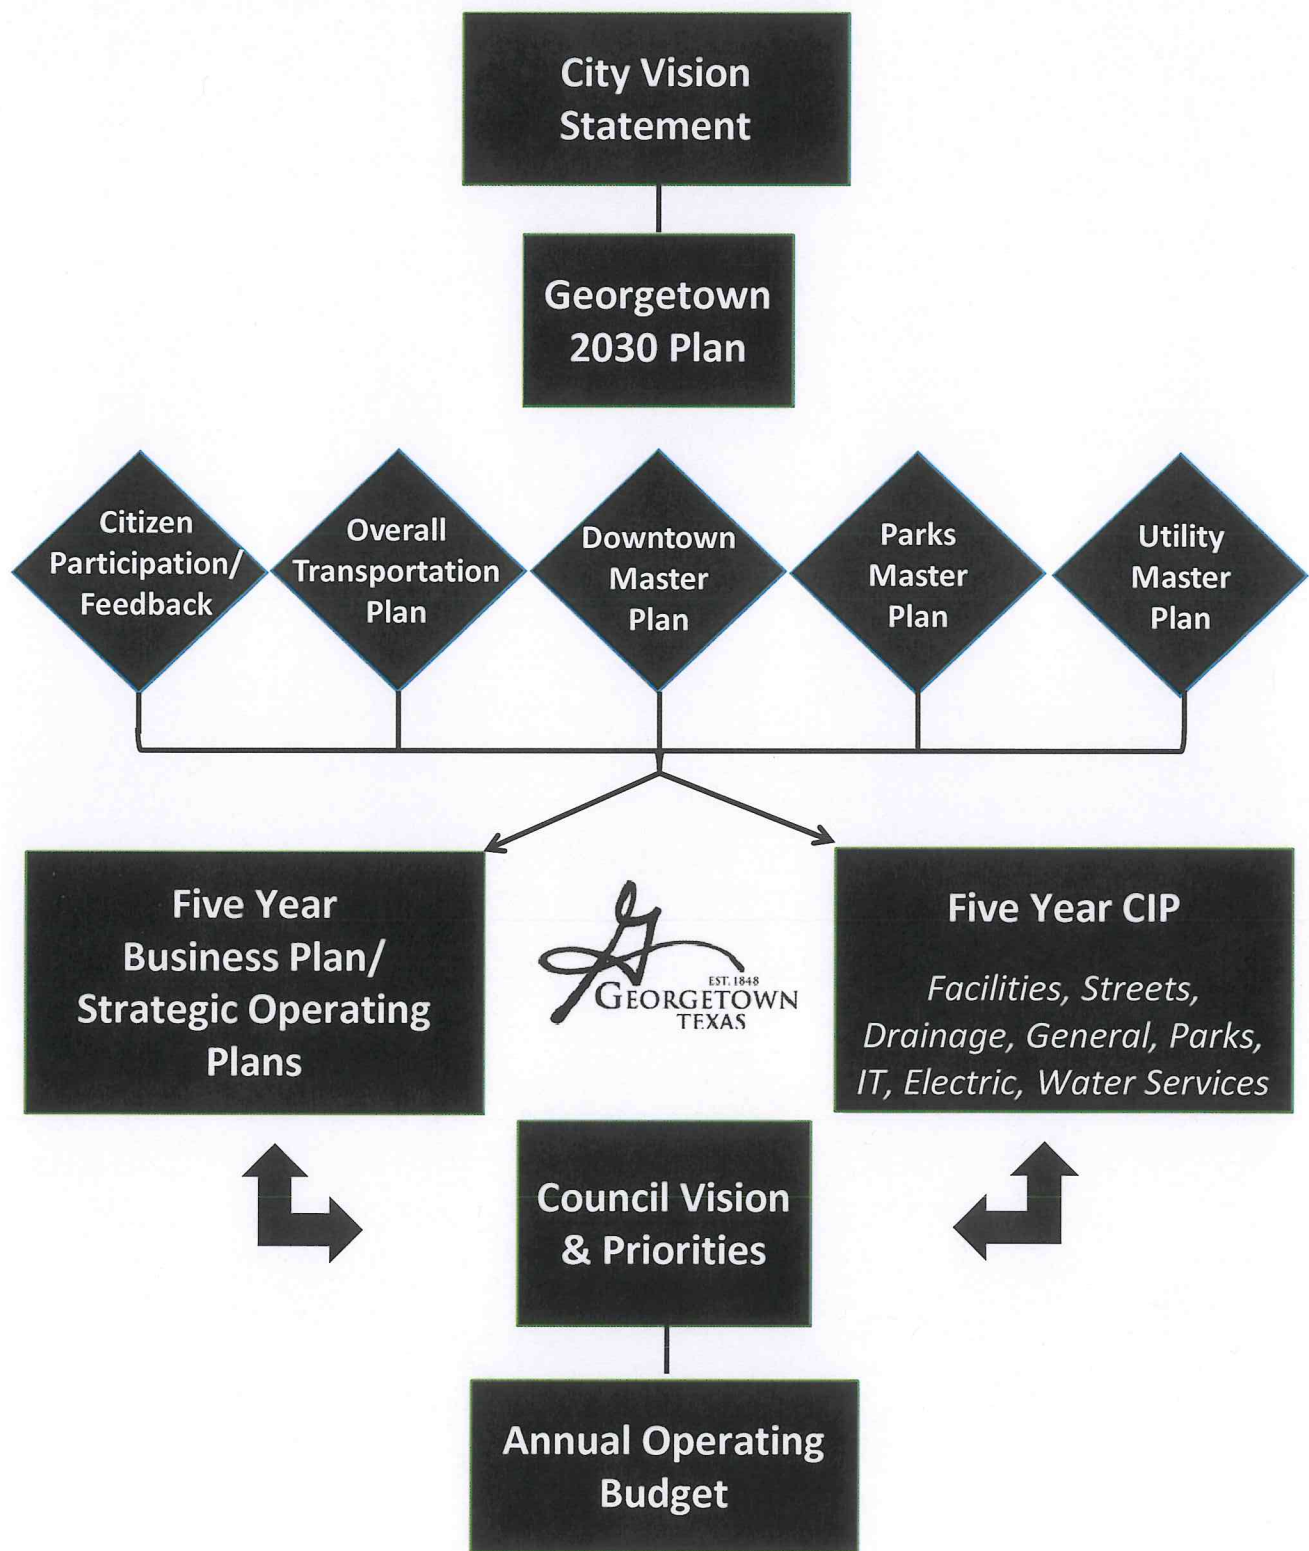 City Vision
Statement
Georgetown
2030 Plan
Citizen
Participation/
Feedback
Overall
Transportation
Plan
Downtown
Master
Plan
Parks
Master
Plan
Utility
Master
Plan
Five Year
Business Plan/
Strategic Operating
Plans
EST. 1848
GEORGETOWN
TEXAS
Five Year CIP
Facilities, Streets,
Drainage, General, Parks,
IT, Electric, Water Services
Council Vision
& Priorities
Annual Operating
Budget